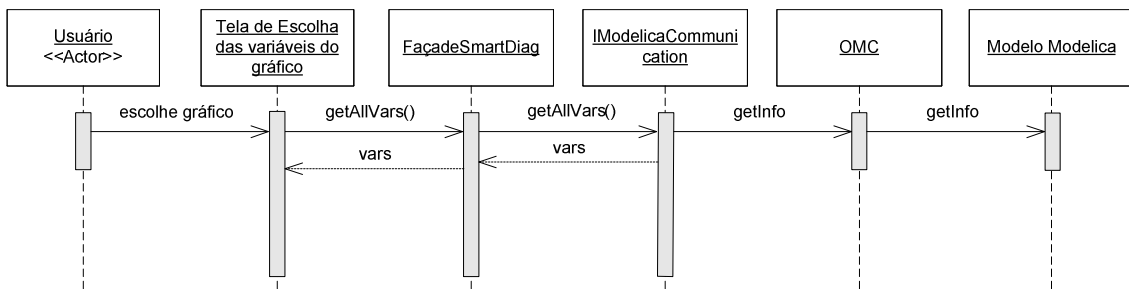 Usuário
<<Actor>>
Tela de Escolha
das variáveis do
gráfico
FaçadeSmartDiag
IModelicaCommuni
cation
OMC
Modelo Modelica
escolhe gráfico
getAllVars()
getAllVars()
getInfo
getInfo
vars
vars